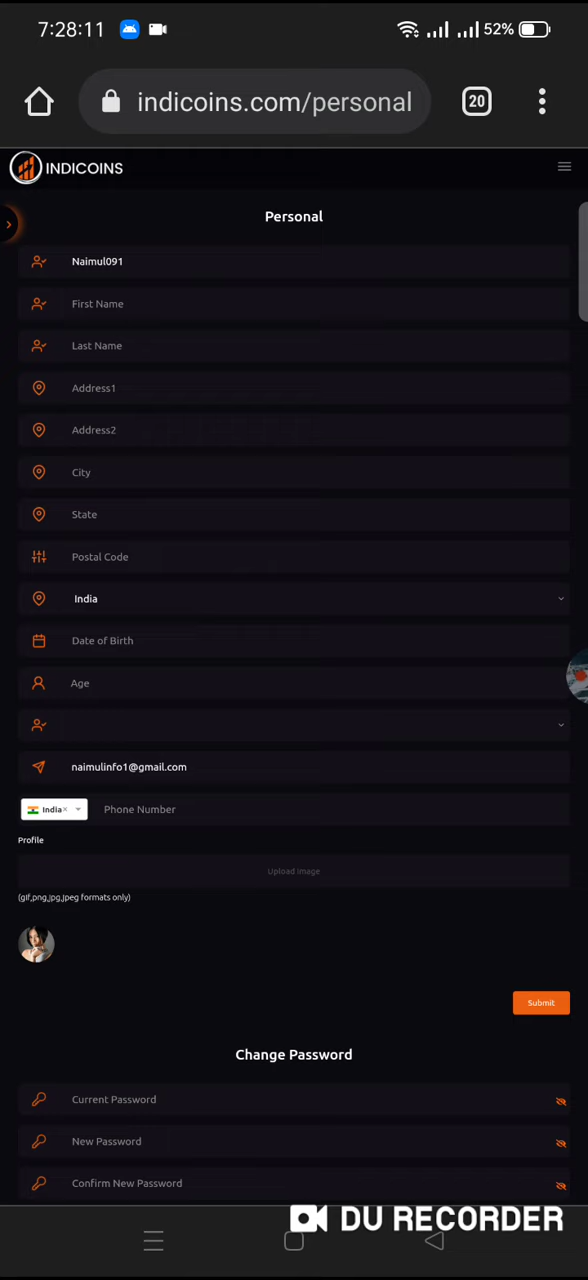 7:28:11
52%
indicoins.com/personal
20
INDICOINS
Personal
Naimul091
First Name
Last Name
Address1
Address2
City
State
Postal Code
India
Date of Birth
Age
naimulinfo1@gmail.com
India× Phone Number
Profile
Upload Image
(gif,png,jpg,jpeg formats only)
Submit
Change Password
Current Password
New Password
Confirm New Password
DU RECORDER